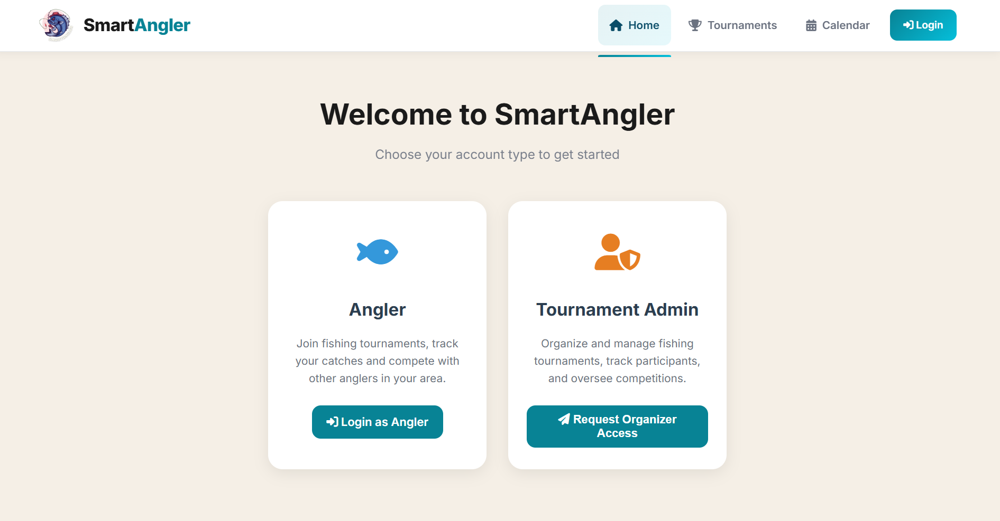 SmartAngler
Home
Tournaments
Calendar
Login
Welcome to SmartAngler
Choose your account type to get started
Angler
Join fishing tournaments, track
your catches and compete with
other anglers in your area.
Login as Angler
Tournament Admin
Organize and manage fishing
tournaments, track participants,
and oversee competitions.
Request Organizer
Access